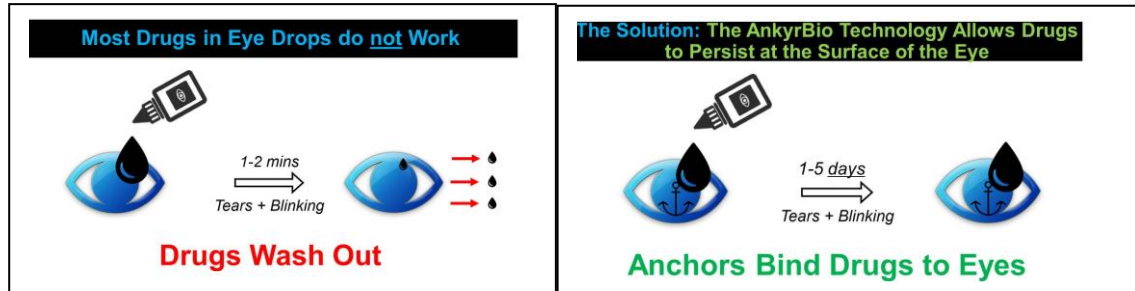 Most Drugs in Eye Drops do not Work
1-2 mins
Tears + Blinking
Drugs Wash Out
The Solution: The AnkyrBio Technology Allows Drugs
to Persist at the Surface of the Eye
1-5 days
Tears + Blinking
Anchors Bind Drugs to Eyes